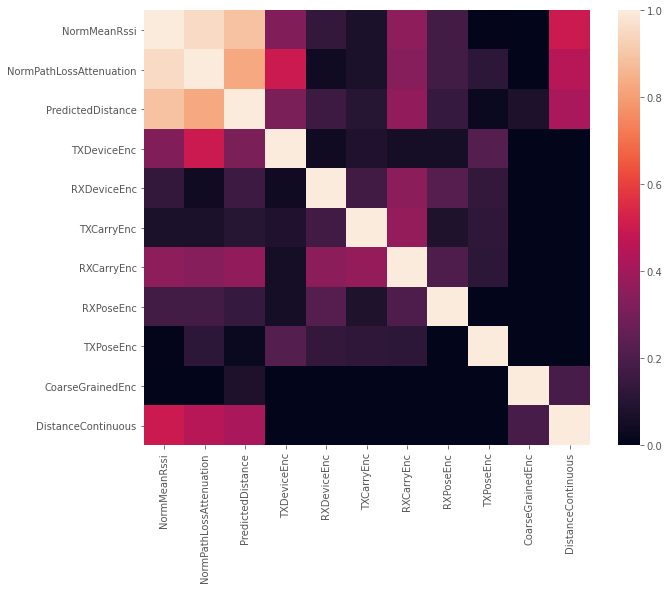 NormMeanRssi
NormPathLossAttenuation
PredictedDistance
TXDeviceEnc
RXDeviceEnc
TXCarryEnc
RXCarryEnc
RXPoseEnc
TXPoseEnc
CoarseGrainedEnc
DistanceContinuous
NormMeanRssi
NormPathLossAttenuation
PredictedDistance
TXDeviceEnc
RXDeviceEnc
TXCarryEnc
RXCarryEnc
RXPoseEnc
TXPoseEnc
CoarseGrainedEnc
DistanceContinuous
1.0
0.8
0.6
0.4
0.2
0.0